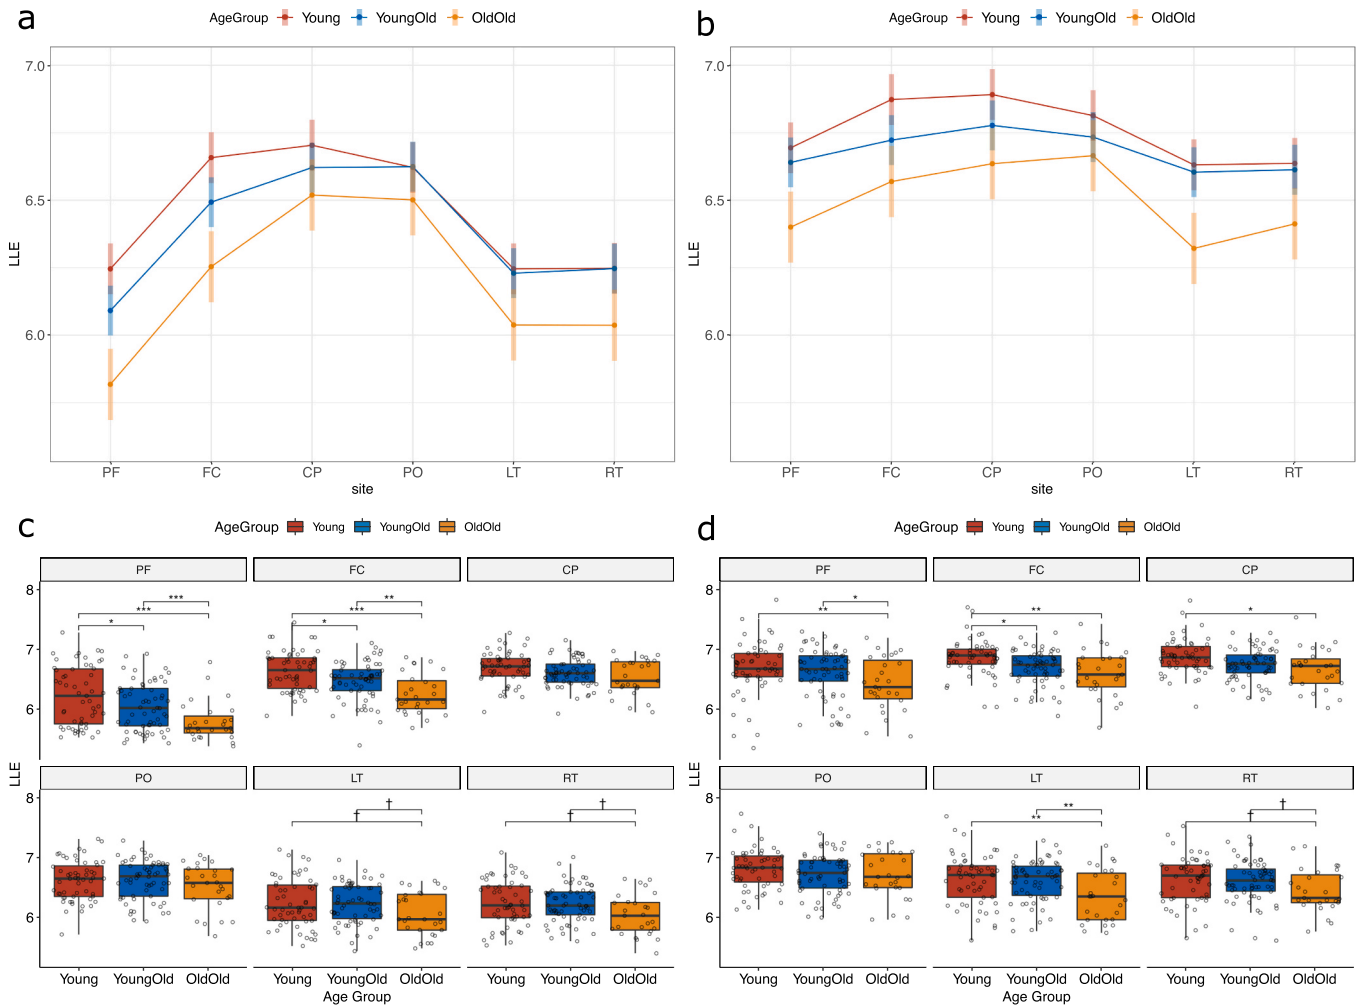 a
AgeGroup Young YoungOld OldOld
7.0
6.5
6.0
LLE
PF FC CP PO LT RT
site
b
AgeGroup Young YoungOld OldOld
7.0
6.5
6.0
LLE
PF FC CP PO LT RT
site
c
AgeGroup Young YoungOld OldOld
PF FC CP
8
7
6
*** *** *
** *** *
LLE
PO LT RT
8
7
6
† †
† †
Young YoungOld OldOld Young YoungOld OldOld Young YoungOld OldOld
Age Group
d
AgeGroup Young YoungOld OldOld
PF FC CP
8
7
6
* **
** *
*
LLE
PO LT RT
8
7
6
** **
† †
Young YoungOld OldOld Young YoungOld OldOld Young YoungOld OldOld
Age Group